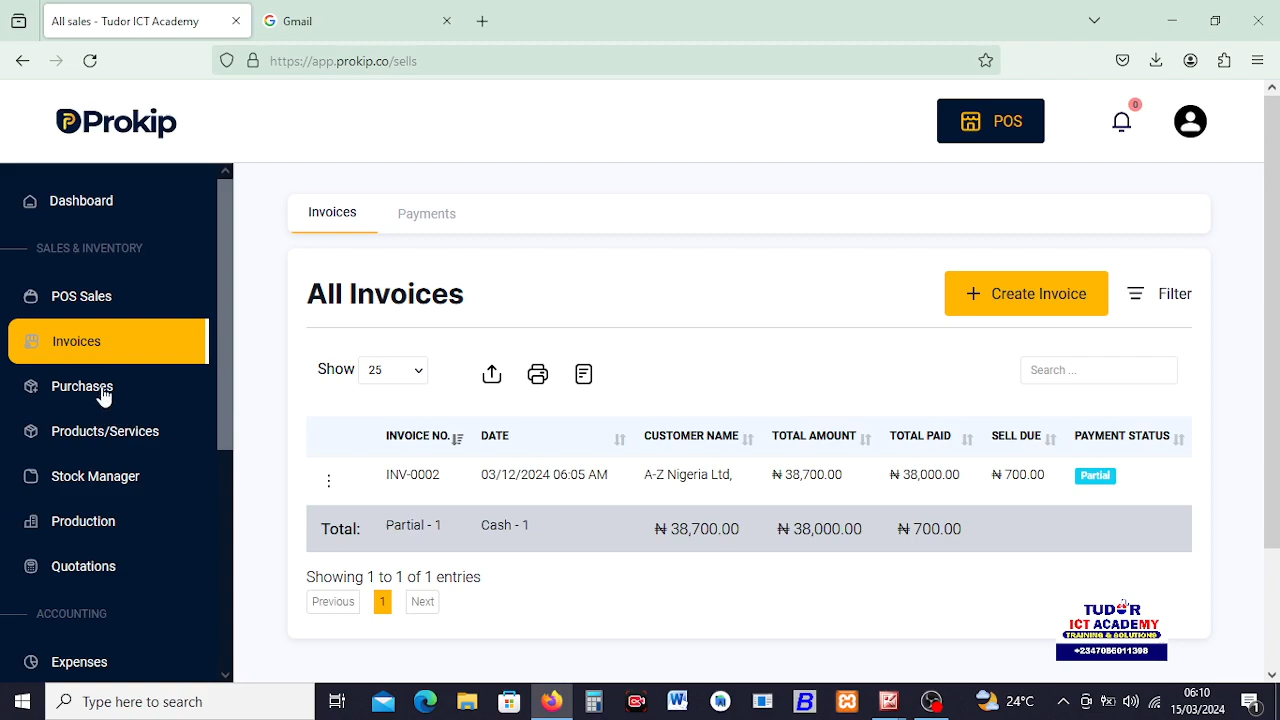 All sales - Tudor ICT Academy
Gmail
https://app.prokip.co/sells
Prokip
POS
0
Dashboard
SALES & INVENTORY
POS Sales
Invoices
Purchases
Products/Services
Stock Manager
Production
Quotations
ACCOUNTING
Expenses
Invoices Payments
All Invoices
Create Invoice
Filter
Show 25
Search ...
INVOICE NO. DATE CUSTOMER NAME TOTAL AMOUNT TOTAL PAID SELL DUE PAYMENT STATUS
INV-0002 03/12/2024 06:05 AM A-Z Nigeria Ltd, ₦ 38,700.00 ₦ 38,000.00 ₦ 700.00 Partial
Total: Partial - 1 Cash - 1 ₦ 38,700.00 ₦ 38,000.00 ₦ 700.00
Showing 1 to 1 of 1 entries
Previous 1 Next
TUDOR
ICT ACADEMY
TRAINING & SOLUTIONS
+2347086011398
Type here to search
24°C
06:10
15/03/2024